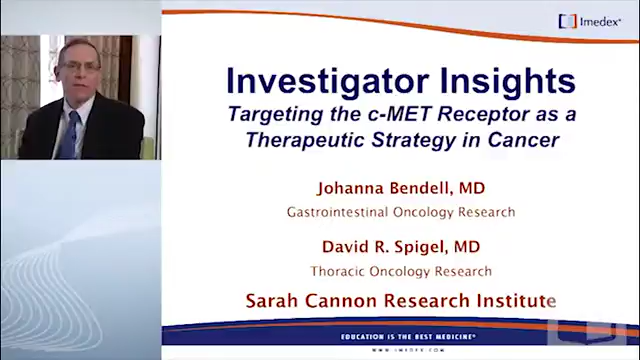 Imedex®
Investigator Insights
Targeting the c-MET Receptor as a
Therapeutic Strategy in Cancer
Johanna Bendell, MD
Gastrointestinal Oncology Research
David R. Spigel, MD
Thoracic Oncology Research
Sarah Cannon Research Institute
EDUCATION IS THE BEST MEDICINE®
WWW.IMEDEX.COM